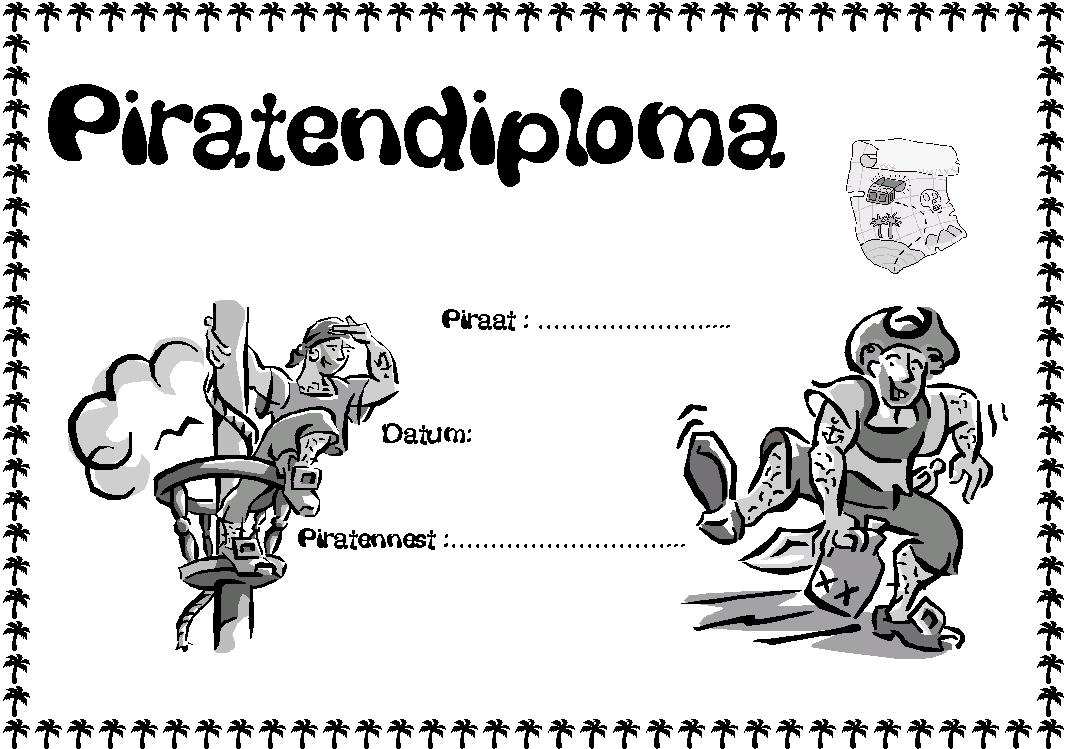 Piratendiploma
Piraat : ........................
Datum:
Piratennest :..............................